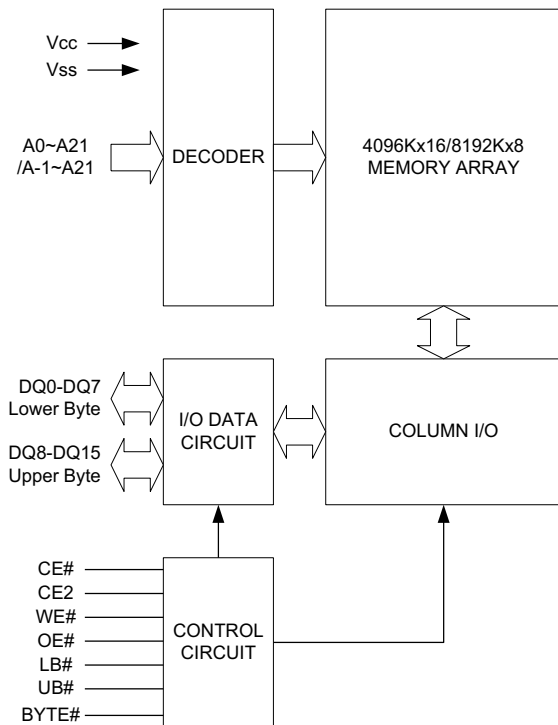 Vcc
Vss
A0~A21
/A-1~A21
DECODER
4096Kx16/8192Kx8
MEMORY ARRAY
DQ0-DQ7
Lower Byte
DQ8-DQ15
Upper Byte
I/O DATA
CIRCUIT
COLUMN I/O
CE#
CE2
WE#
OE#
LB#
UB#
BYTE#
CONTROL
CIRCUIT